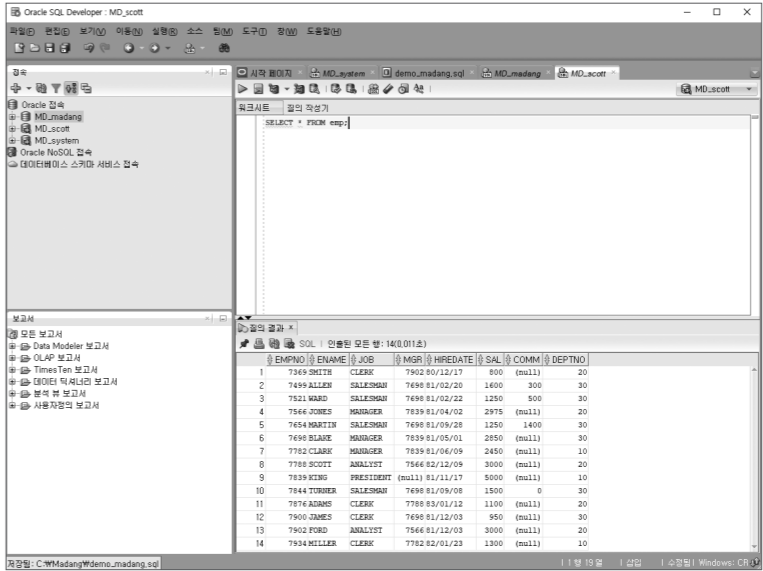 Oracle SQL Developer : MD_scott
파일(F) 편집(E) 보기(V) 이동(N) 실행(R) 소스 팀(M) 도구(T) 창(W) 도움말(H)
접속
시작 페이지 MD_system demo_madang.sql MD_madang MD_scott
MD_scott
Oracle 접속
MD_madang
MD_scott
MD_system
Oracle NoSQL 접속
데이터베이스 스키마 서비스 접속
워크시트 질의 작성기
SELECT * FROM emp;
보고서
모든 보고서
Data Modeler 보고서
OLAP 보고서
TimesTen 보고서
데이터 딕셔너리 보고서
분석 뷰 보고서
사용자정의 보고서
질의 결과
SQL | 인출된 모든 행: 14(0,011초)
EMPNO ENAME JOB MGR HIREDATE SAL COMM DEPTNO
1 7369 SMITH CLERK 7902 80/12/17 800 (null) 20
2 7499 ALLEN SALESMAN 7698 81/02/20 1600 300 30
3 7521 WARD SALESMAN 7698 81/02/22 1250 500 30
4 7566 JONES MANAGER 7839 81/04/02 2975 (null) 20
5 7654 MARTIN SALESMAN 7698 81/09/28 1250 1400 30
6 7698 BLAKE MANAGER 7839 81/05/01 2850 (null) 30
7 7782 CLARK MANAGER 7839 81/06/09 2450 (null) 10
8 7788 SCOTT ANALYST 7566 82/12/09 3000 (null) 20
9 7839 KING PRESIDENT (null) 81/11/17 5000 (null) 10
10 7844 TURNER SALESMAN 7698 81/09/08 1500 0 30
11 7876 ADAMS CLERK 7788 83/01/12 1100 (null) 20
12 7900 JAMES CLERK 7698 81/12/03 950 (null) 30
13 7902 FORD ANALYST 7566 81/12/03 3000 (null) 20
14 7934 MILLER CLERK 7782 82/01/23 1300 (null) 10
저장됨: C:₩Madang₩demo_madang,sql
| 1 행 19 열 | 삽입 | 수정됨 | Windows: CR